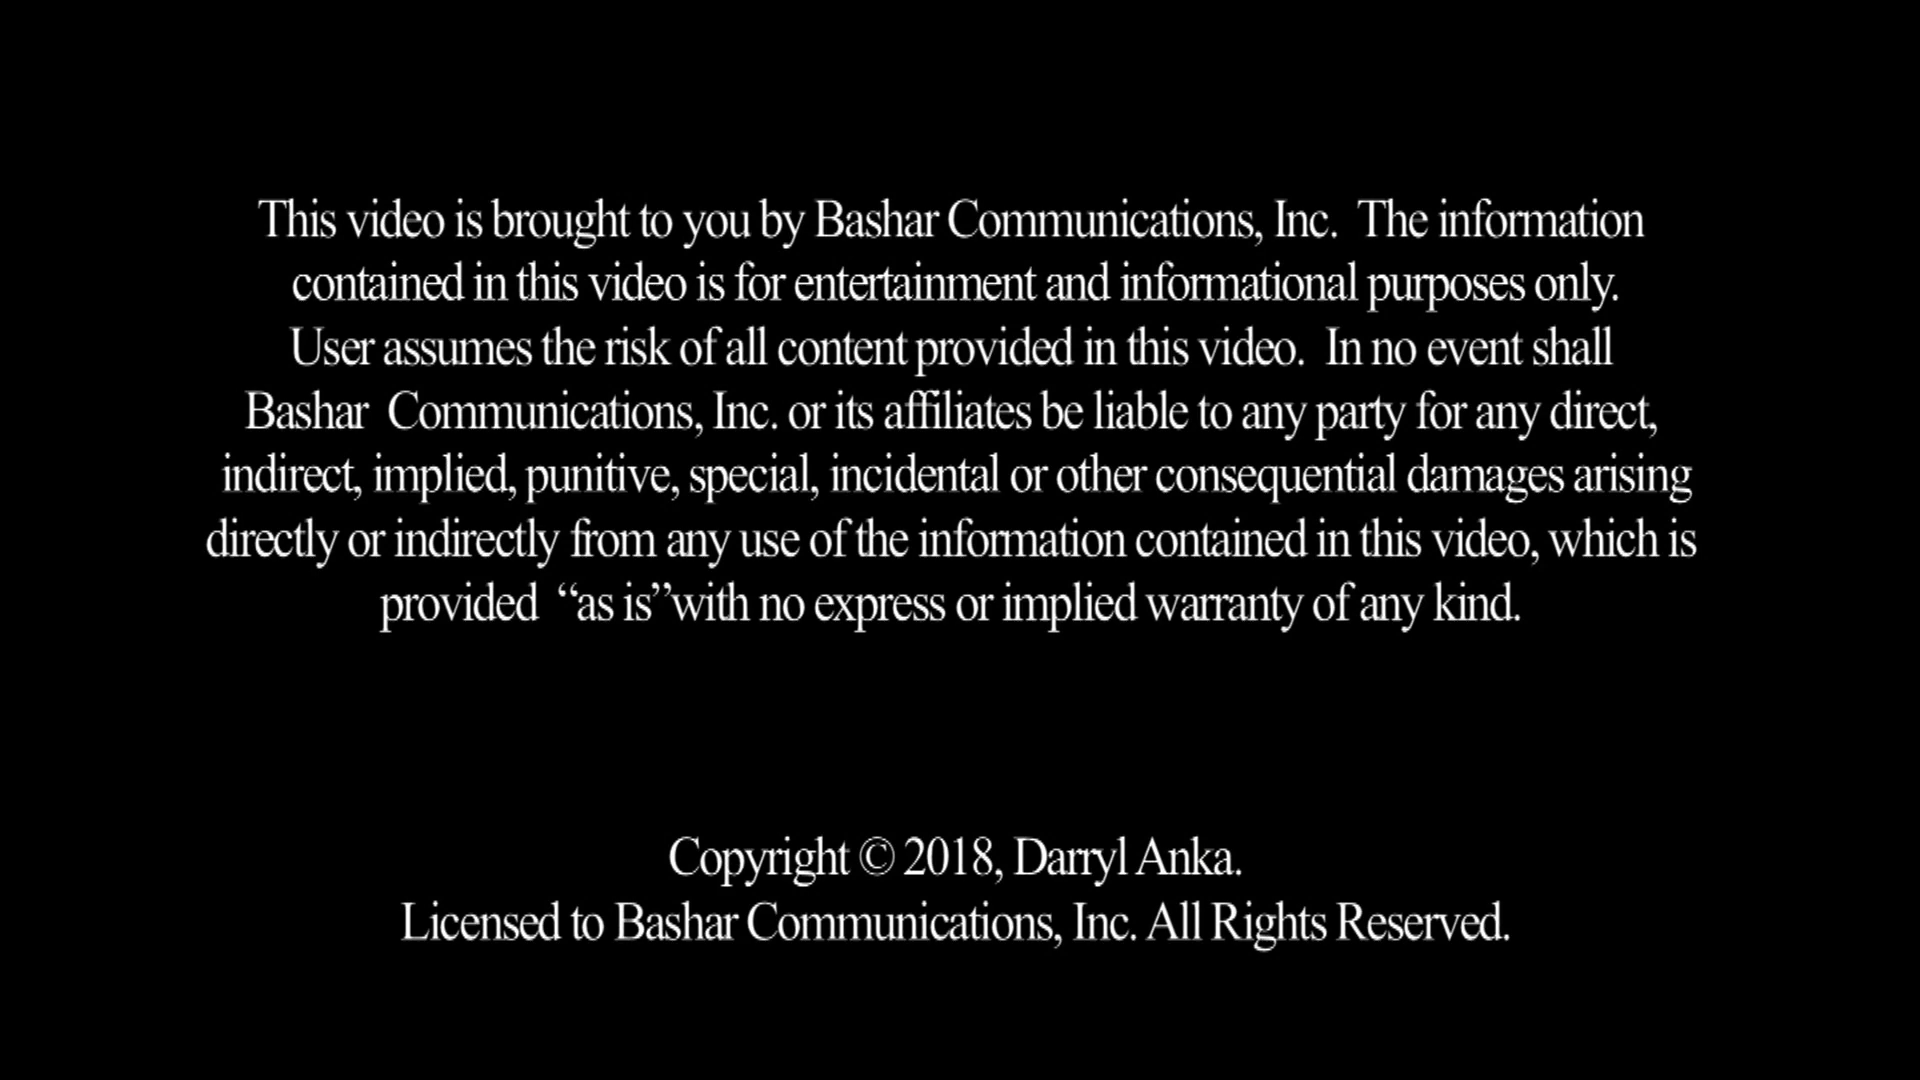 This video is brought to you by Bashar Communications, Inc.  The information
contained in this video is for entertainment and informational purposes only.
User assumes the risk of all content provided in this video.  In no event shall
Bashar  Communications, Inc. or its affiliates be liable to any party for any direct,
indirect, implied, punitive, special, incidental or other consequential damages arising
directly or indirectly from any use of the information contained in this video, which is
provided  “as is”with no express or implied warranty of any kind.
Copyright © 2018, Darryl Anka.
Licensed to Bashar Communications, Inc. All Rights Reserved.